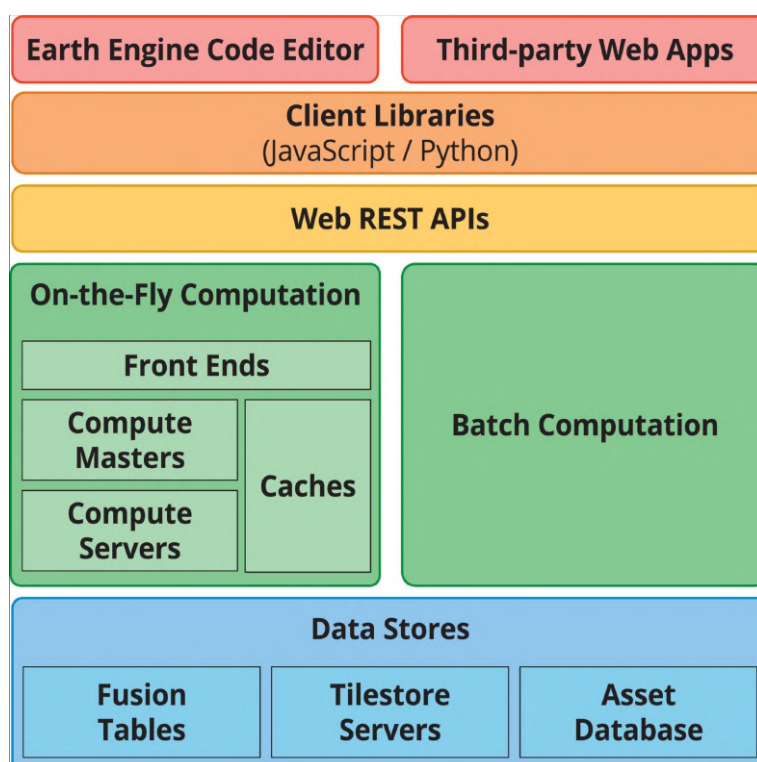 Earth Engine Code Editor
Third-party Web Apps
Client Libraries
(JavaScript / Python)
Web REST APIs
On-the-Fly Computation
Front Ends
Compute
Masters
Compute
Servers
Caches
Batch Computation
Data Stores
Fusion
Tables
Tilestore
Servers
Asset
Database